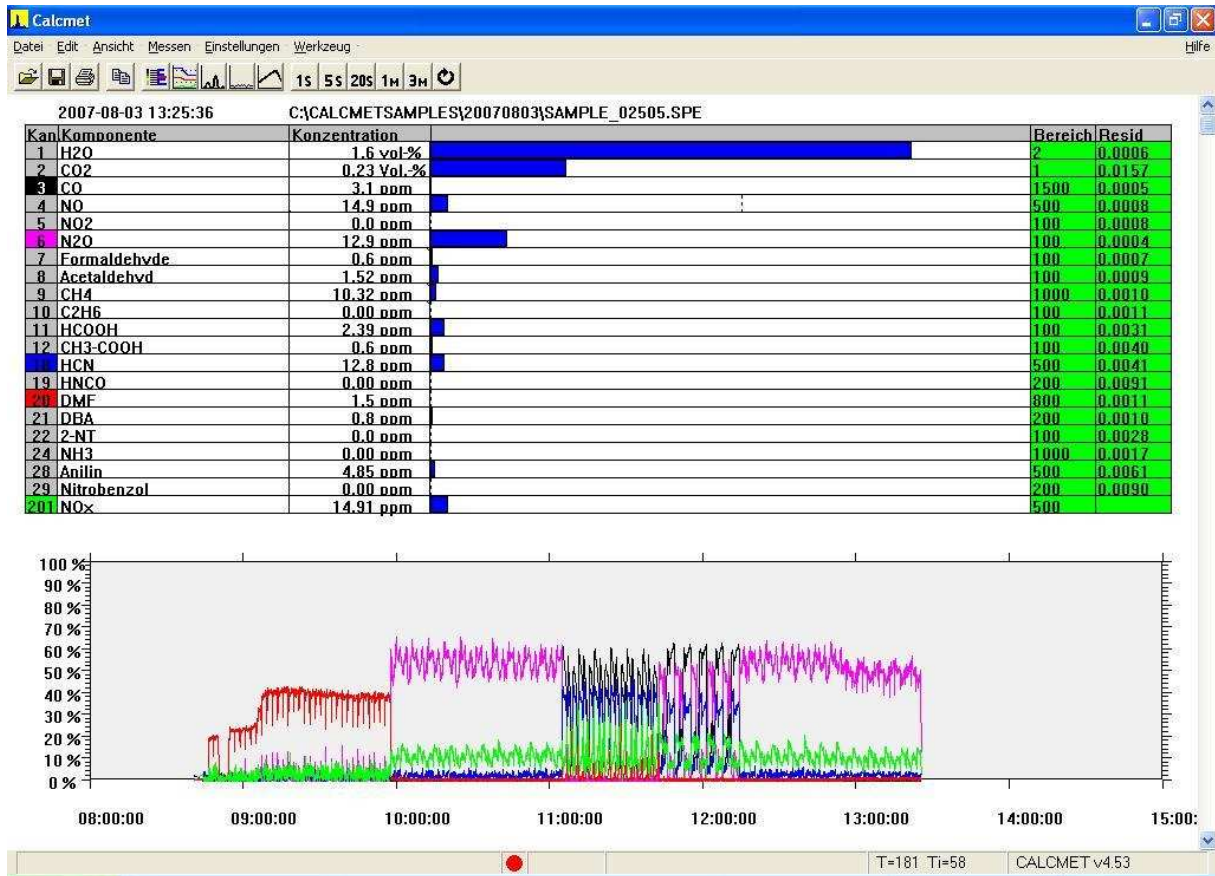 Calcmet
Datei Edit Ansicht Messen Einstellungen Werkzeug Hilfe
1S 5S 20S 1M 3M
2007-08-03 13:25:36 C:\CALCMETSAMPLES\20070803\SAMPLE_02505.SPE
Kan Komponente Konzentration Bereich Resid
1 H2O 1.6 vol-% 2 0.0006
2 CO2 0.23 Vol.-% 1 0.0157
3 CO 3.1 ppm 1500 0.0005
4 NO 14.9 ppm 500 0.0008
5 NO2 0.0 ppm 100 0.0008
6 N2O 12.9 ppm 100 0.0004
7 Formaldehyde 0.6 ppm 100 0.0007
8 Acetaldehyd 1.52 ppm 100 0.0009
9 CH4 10.32 ppm 1000 0.0010
10 C2H6 0.00 ppm 100 0.0011
11 HCOOH 2.39 ppm 100 0.0031
12 CH3-COOH 0.6 ppm 100 0.0040
18 HCN 12.8 ppm 500 0.0041
19 HNCO 0.00 ppm 200 0.0091
20 DMF 1.5 ppm 800 0.0011
21 DBA 0.8 ppm 200 0.0010
22 2-NT 0.0 ppm 100 0.0028
24 NH3 0.00 ppm 1000 0.0017
28 Anilin 4.85 ppm 500 0.0061
29 Nitrobenzol 0.00 ppm 200 0.0090
201 NOx 14.91 ppm 500
100 %
90 %
80 %
70 %
60 %
50 %
40 %
30 %
20 %
10 %
0 %
08:00:00 09:00:00 10:00:00 11:00:00 12:00:00 13:00:00 14:00:00 15:00:
T=181 Ti=58 CALCMET v4.53